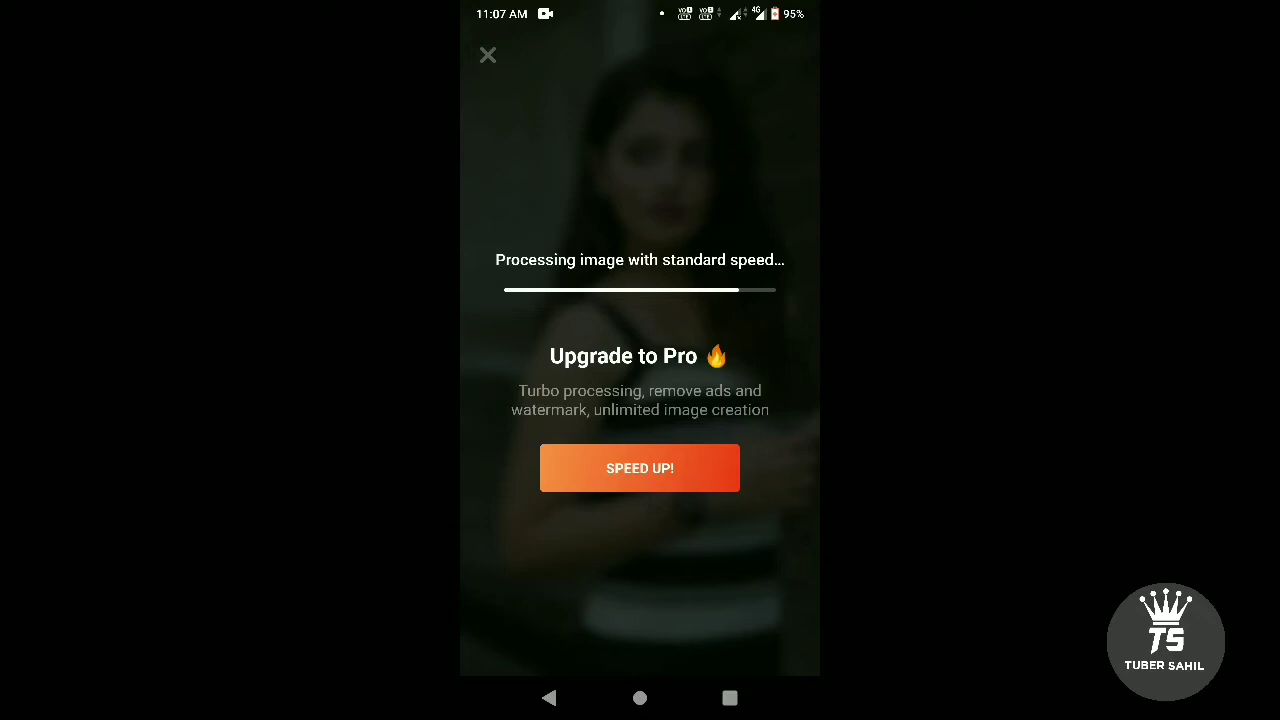 11:07 AM
4G
95%
Processing image with standard speed...
Upgrade to Pro 🔥
Turbo processing, remove ads and
watermark, unlimited image creation
SPEED UP!
TS
TUBER SAHIL